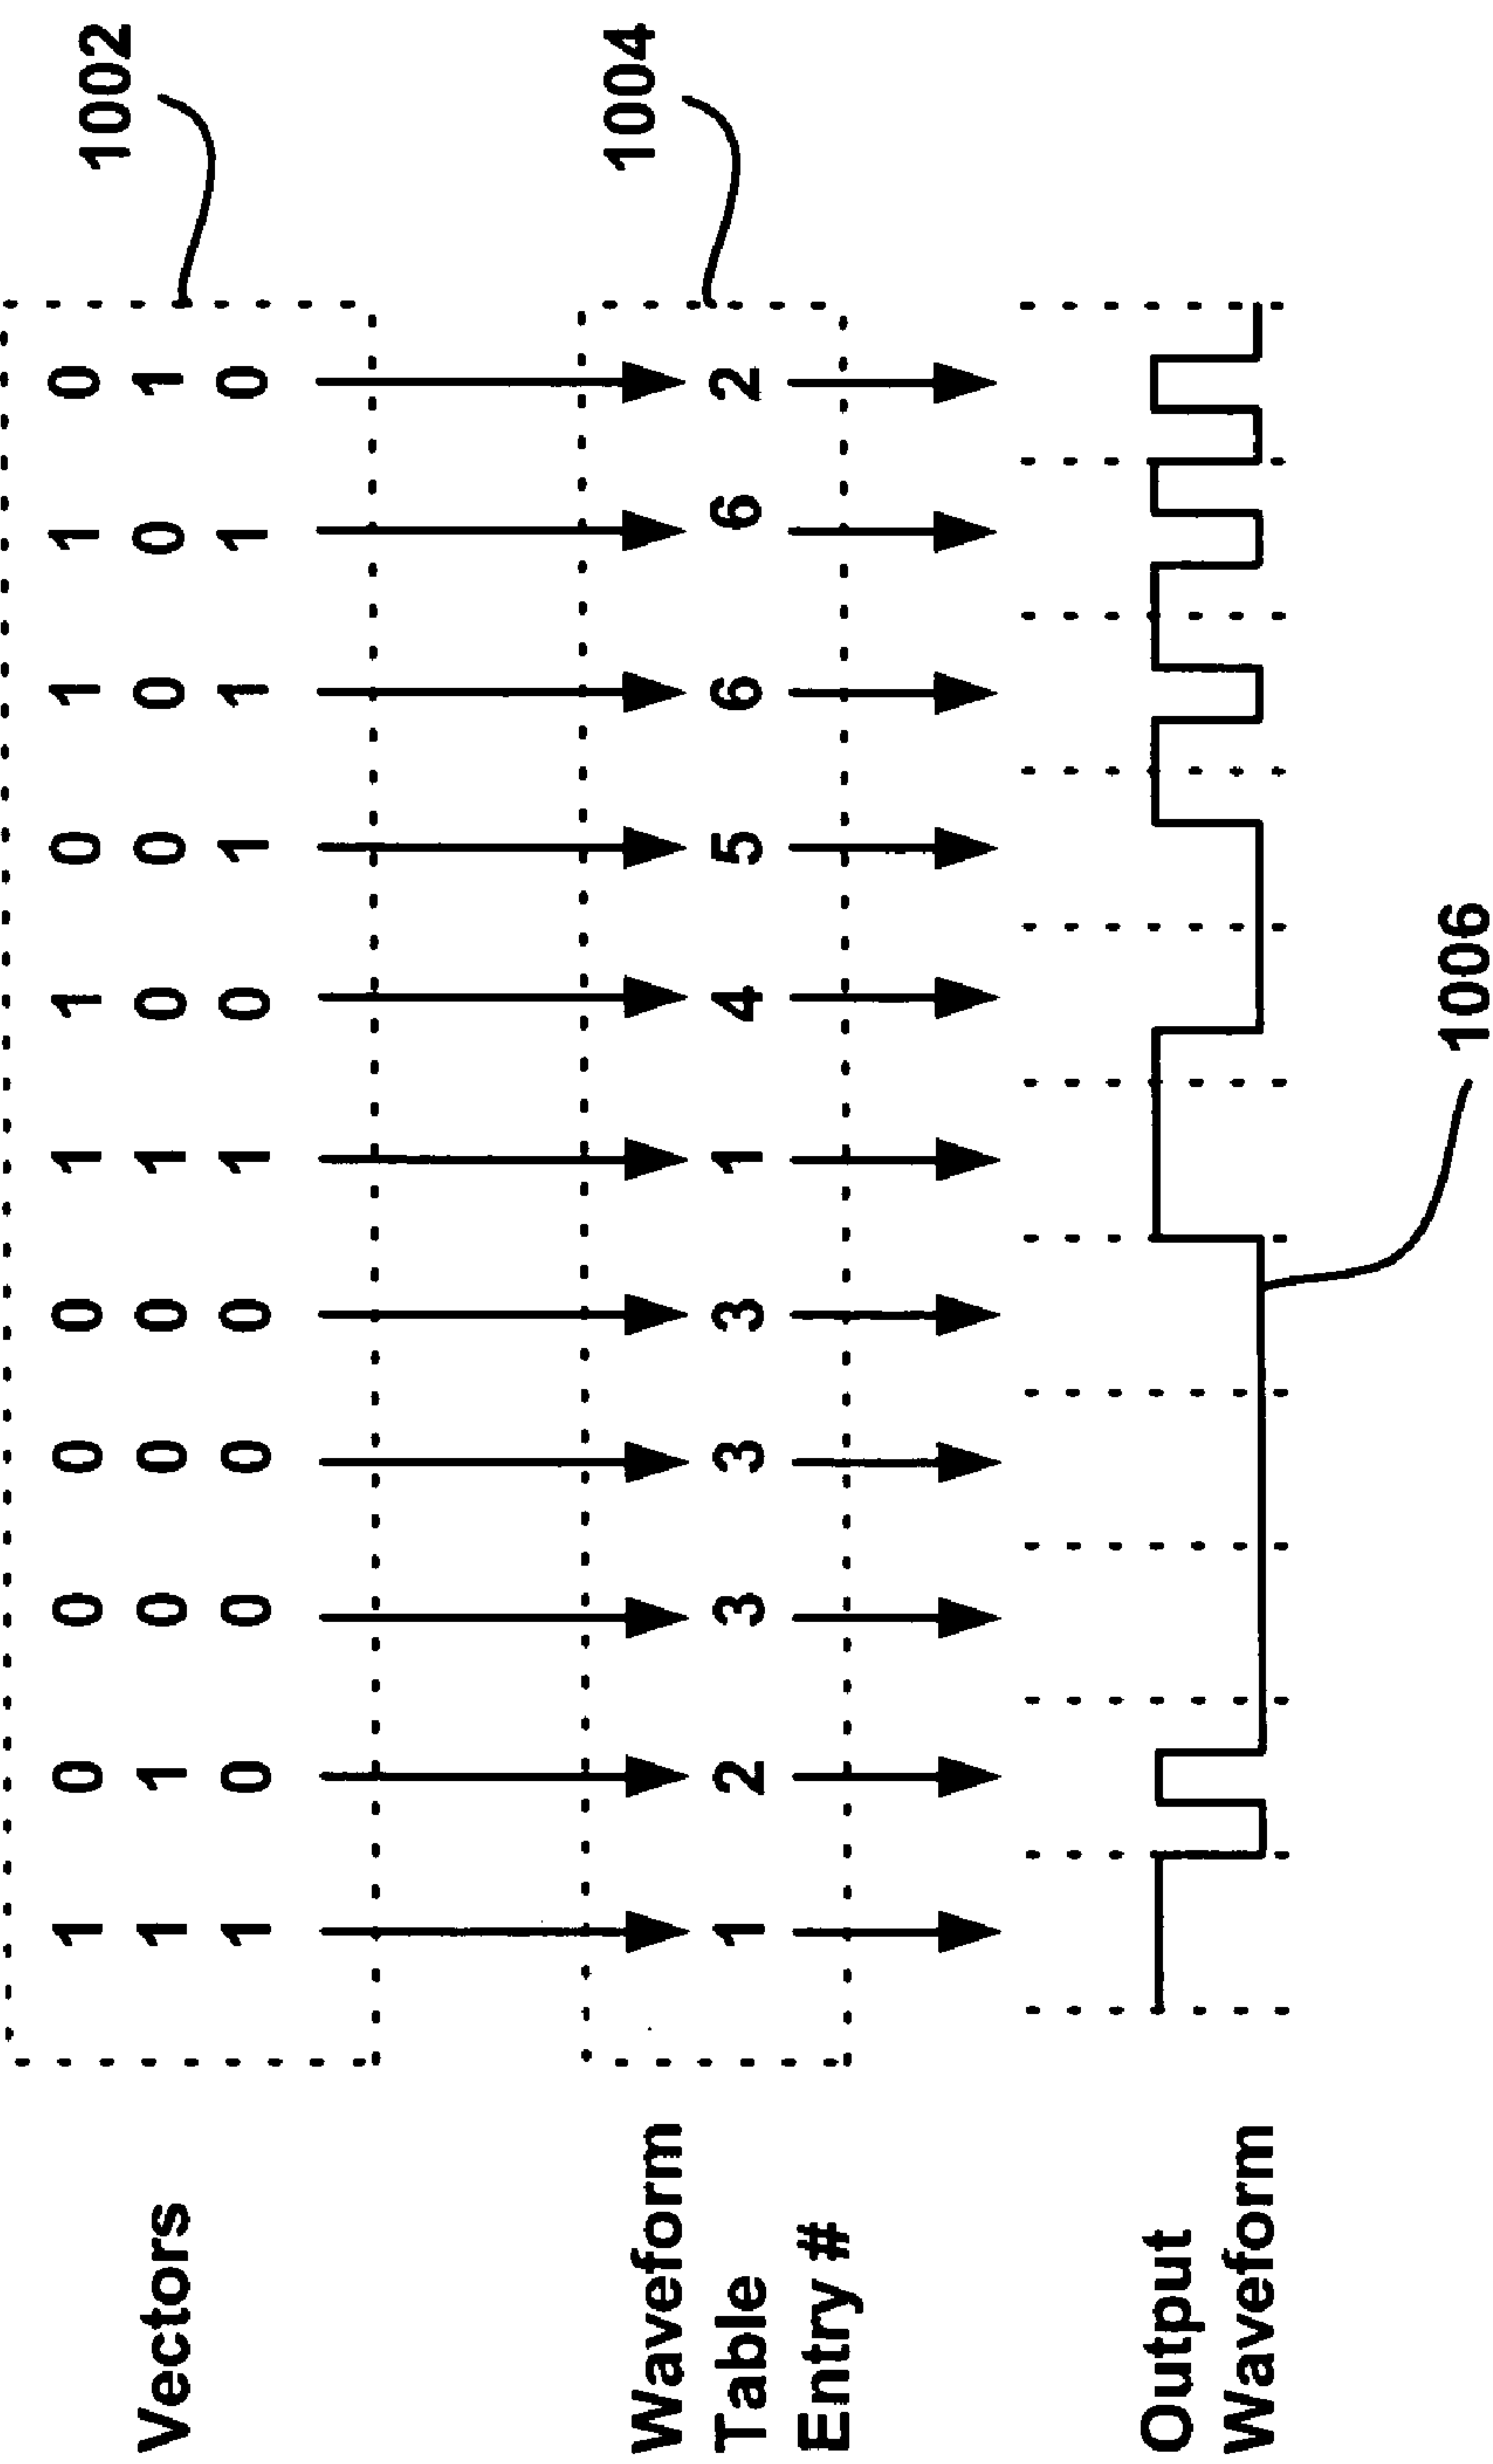 1 0 0 0 0 1 1 0 1 1 0 1002
Vectors 1 1 0 0 0 1 0 0 0 0 1
1 0 0 0 0 1 0 1 1 1 0
Waveform 1004
Table 1 2 3 3 3 1 4 5 6 6 2
Entry #
Output
Waveform
1006